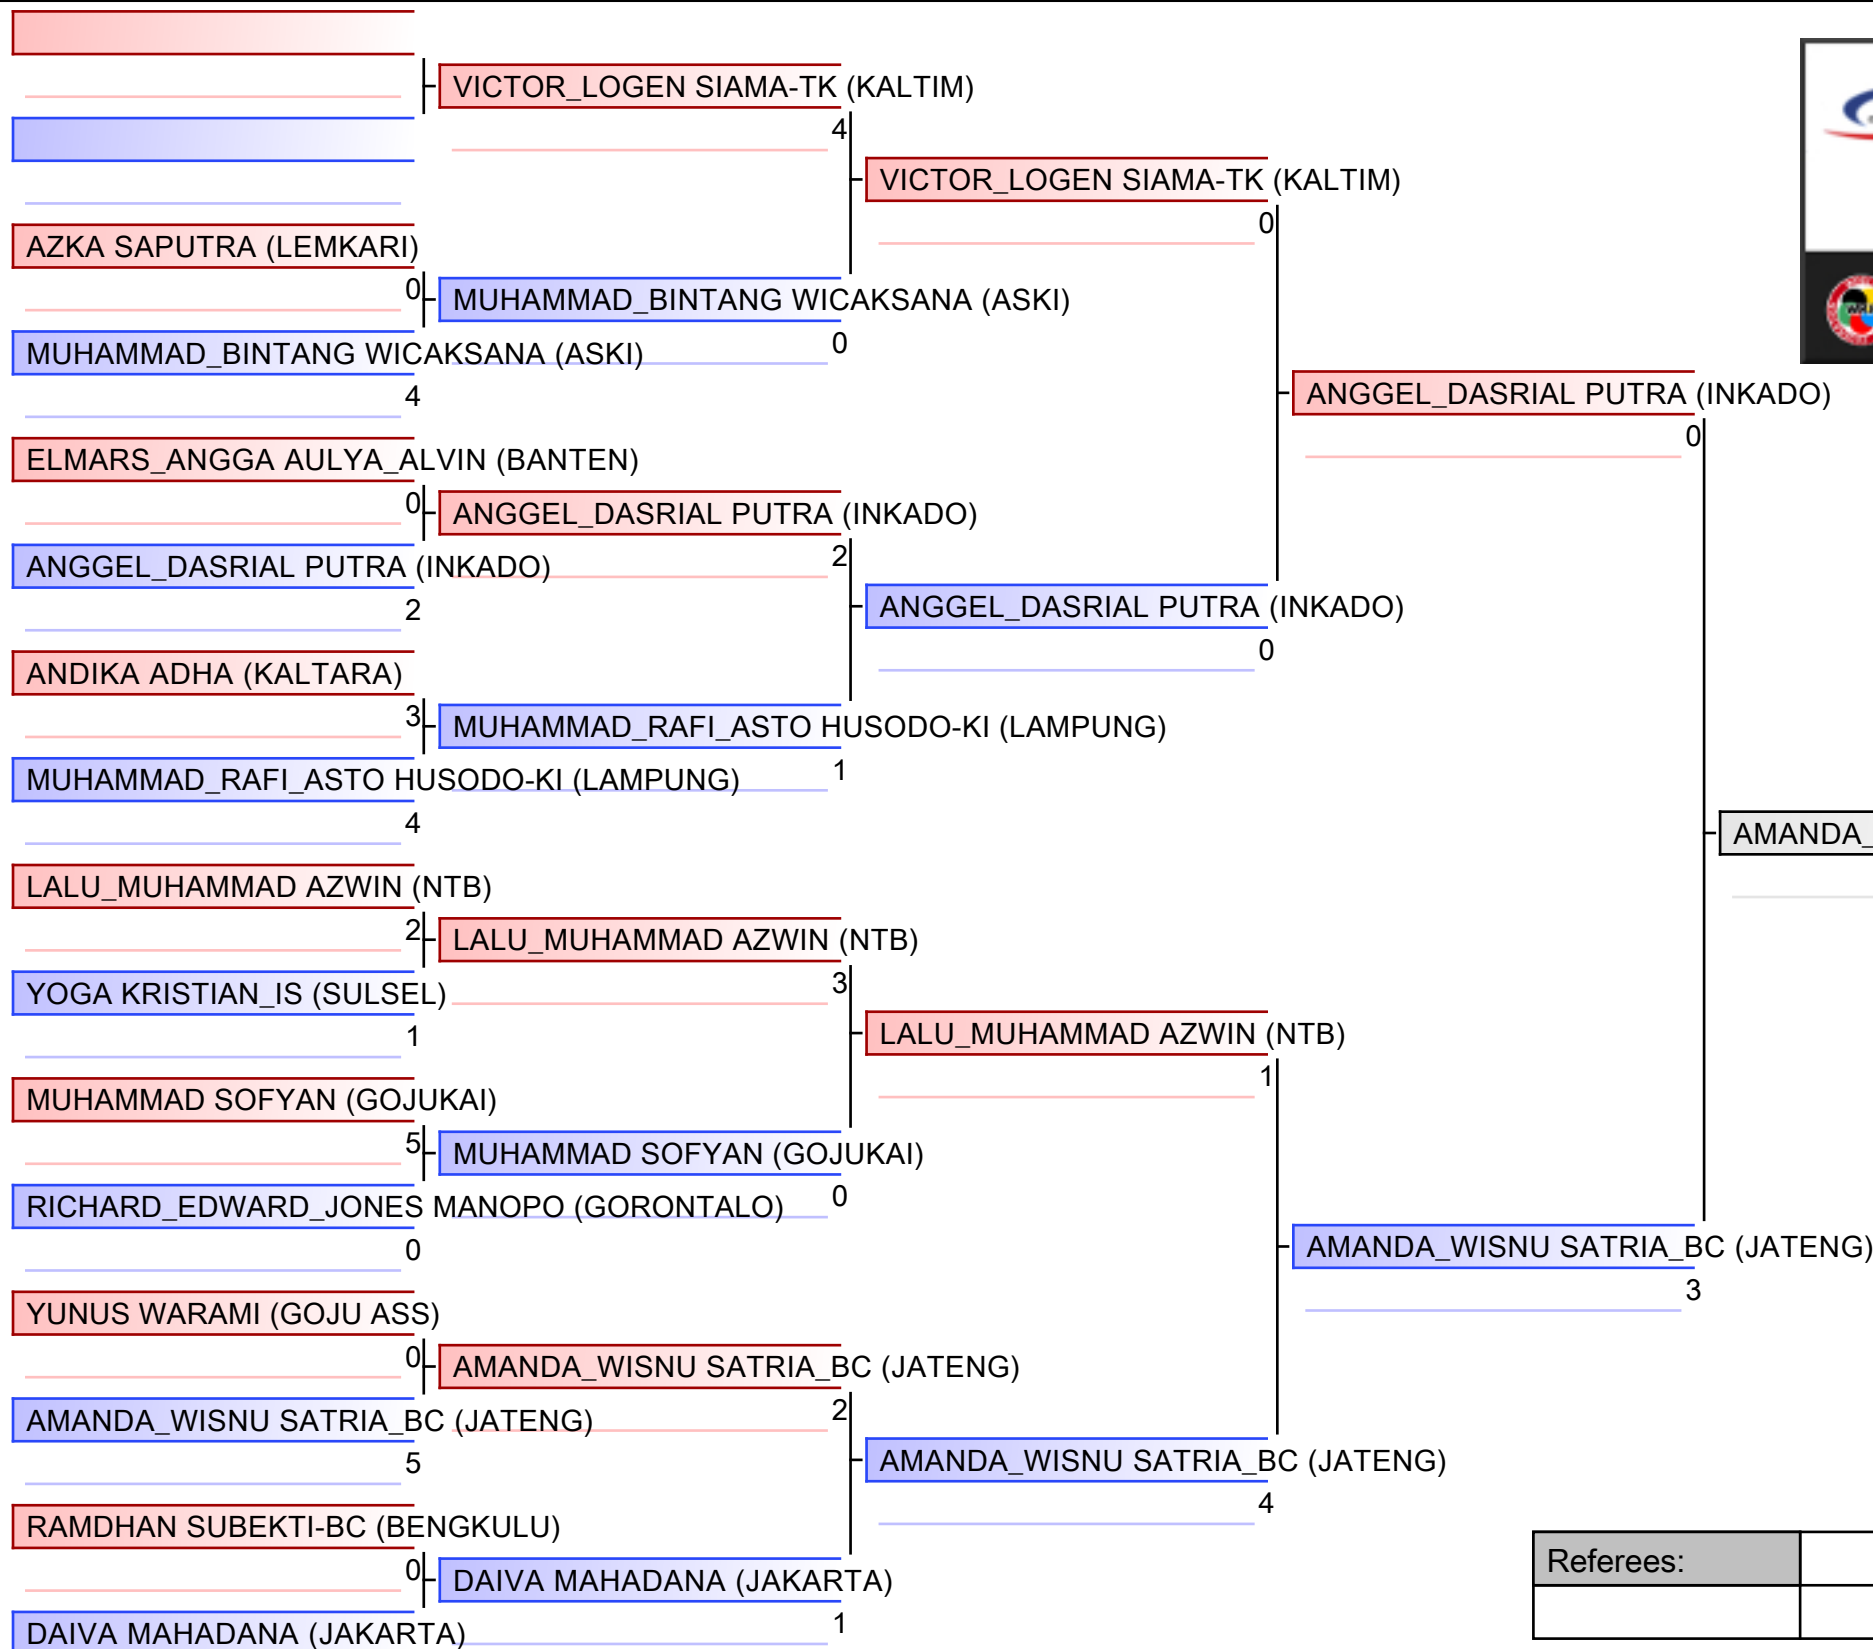 VICTOR_LOGEN SIAMA-TK (KALTIM)
4
VICTOR_LOGEN SIAMA-TK (KALTIM)
0
AZKA SAPUTRA (LEMKARI)
0
MUHAMMAD_BINTANG WICAKSANA (ASKI)
0
MUHAMMAD_BINTANG WICAKSANA (ASKI)
4
ANGGEL_DASRIAL PUTRA (INKADO)
0
ELMARS_ANGGA AULYA_ALVIN (BANTEN)
0
ANGGEL_DASRIAL PUTRA (INKADO)
2
ANGGEL_DASRIAL PUTRA (INKADO)
2
ANGGEL_DASRIAL PUTRA (INKADO)
0
ANDIKA ADHA (KALTARA)
3
MUHAMMAD_RAFI_ASTO HUSODO-KI (LAMPUNG)
1
MUHAMMAD_RAFI_ASTO HUSODO-KI (LAMPUNG)
4
AMANDA_
LALU_MUHAMMAD AZWIN (NTB)
2
LALU_MUHAMMAD AZWIN (NTB)
3
YOGA KRISTIAN_IS (SULSEL)
1
LALU_MUHAMMAD AZWIN (NTB)
1
MUHAMMAD SOFYAN (GOJUKAI)
5
MUHAMMAD SOFYAN (GOJUKAI)
0
RICHARD_EDWARD_JONES MANOPO (GORONTALO)
0
AMANDA_WISNU SATRIA_BC (JATENG)
3
YUNUS WARAMI (GOJU ASS)
0
AMANDA_WISNU SATRIA_BC (JATENG)
2
AMANDA_WISNU SATRIA_BC (JATENG)
5
AMANDA_WISNU SATRIA_BC (JATENG)
4
RAMDHAN SUBEKTI-BC (BENGKULU)
0
DAIVA MAHADANA (JAKARTA)
1
DAIVA MAHADANA (JAKARTA)
Referees: